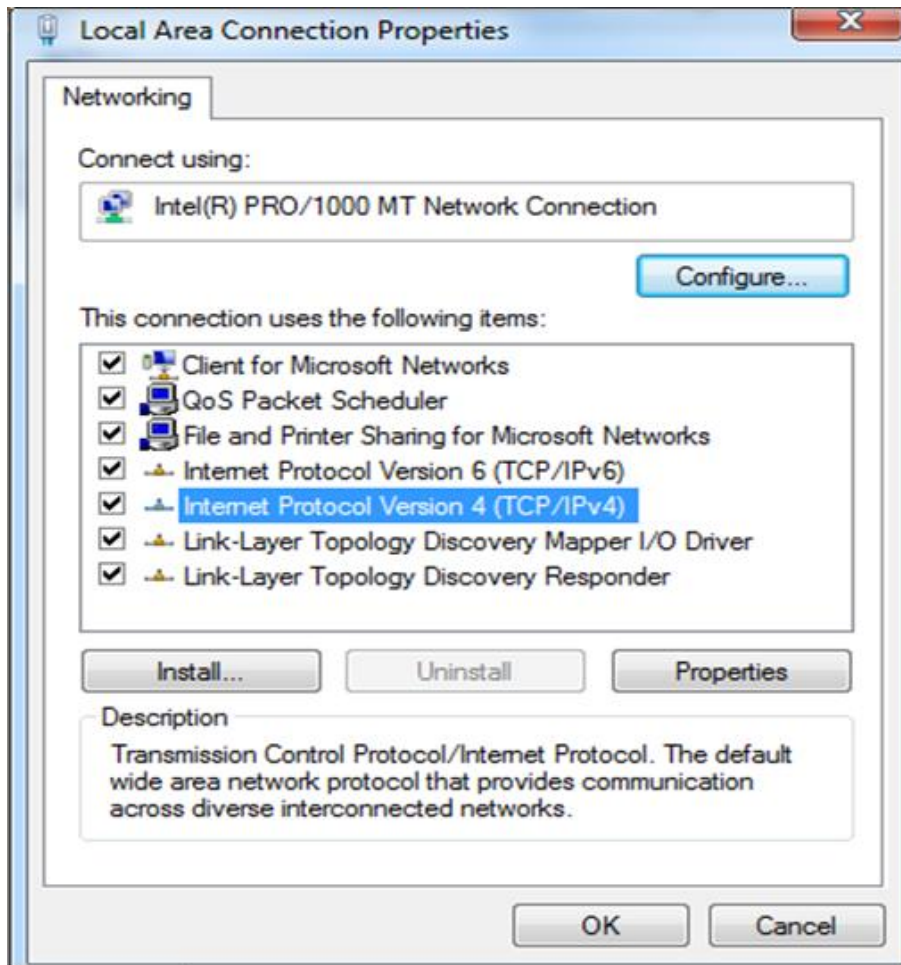 Local Area Connection Properties
Networking
Connect using:
Intel(R) PRO/1000 MT Network Connection
Configure...
This connection uses the following items:
Client for Microsoft Networks
QoS Packet Scheduler
File and Printer Sharing for Microsoft Networks
Internet Protocol Version 6 (TCP/IPv6)
Internet Protocol Version 4 (TCP/IPv4)
Link-Layer Topology Discovery Mapper I/O Driver
Link-Layer Topology Discovery Responder
Install... Uninstall Properties
Description
Transmission Control Protocol/Internet Protocol. The default
wide area network protocol that provides communication
across diverse interconnected networks.
OK Cancel